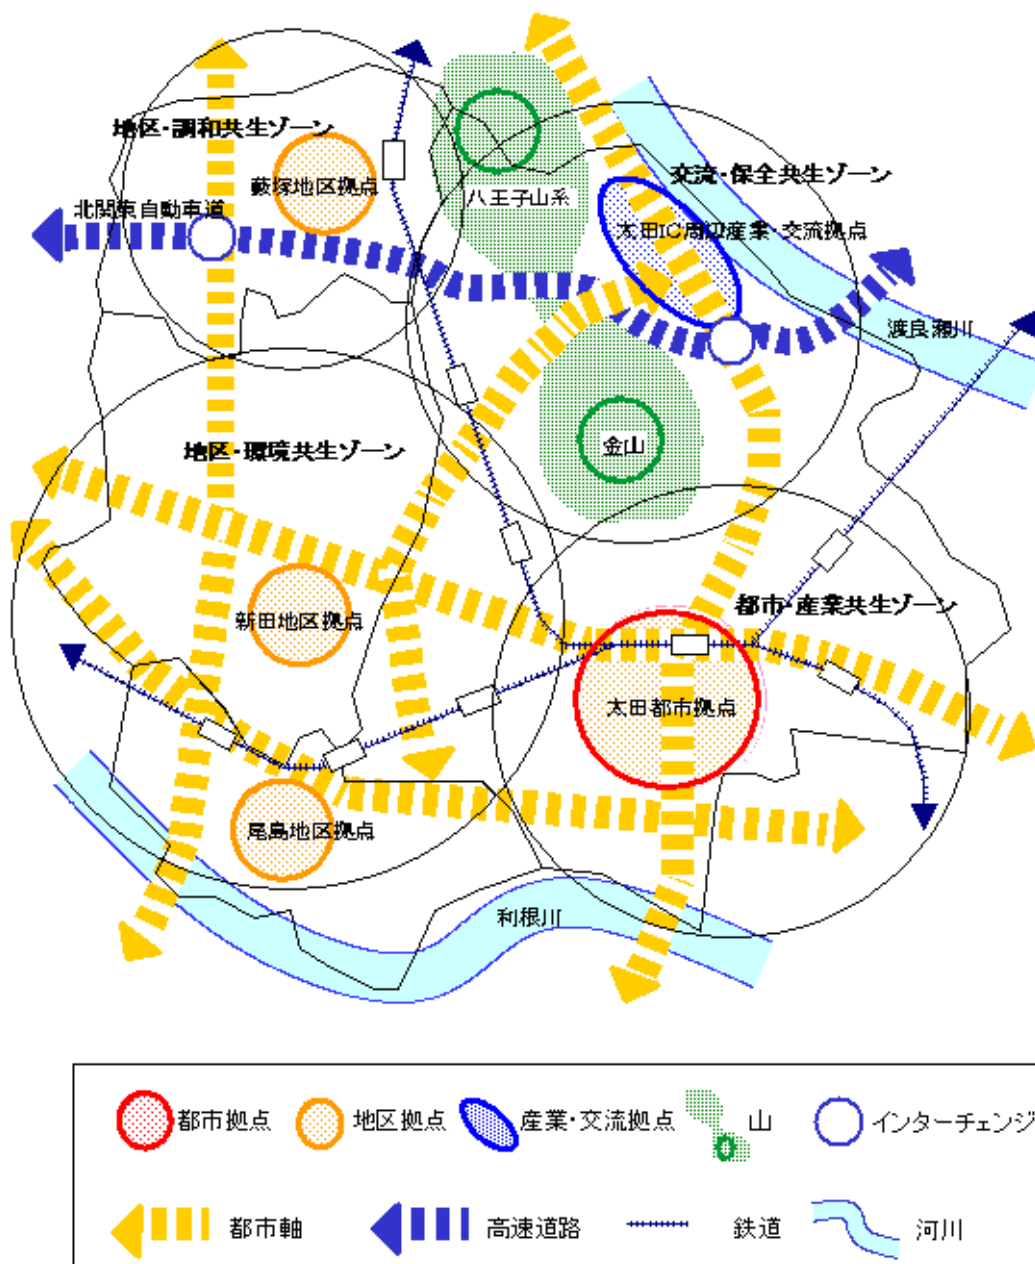 地区・調和共生ゾーン
藪塚地区拠点
北関東自動車道
八王子山系
交流・保全共生ゾーン
太田IC周辺産業・交流拠点
渡良瀬川
地区・環境共生ゾーン
金山
新田地区拠点
都市・産業共生ゾーン
太田都市拠点
尾島地区拠点
利根川
都市拠点
地区拠点
産業・交流拠点
山
インターチェンジ
都市軸
高速道路
鉄道
河川